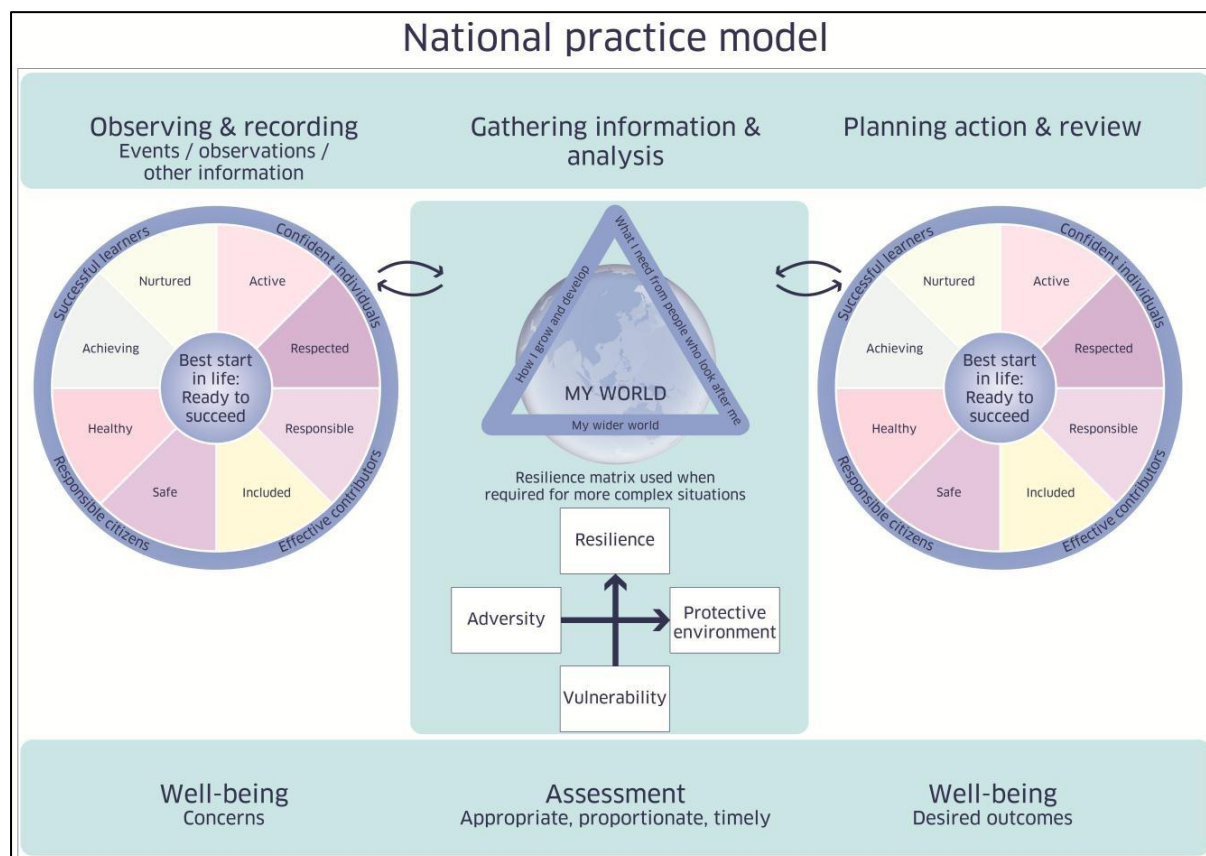 National practice model
Observing & recording
Events / observations /
other information
Gathering information &
analysis
Planning action & review
Successful learners
Confident individuals
Nurtured
Active
Achieving
Respected
Best start
in life:
Ready to
succeed
Healthy
Responsible
Safe
Included
Responsible citizens
Effective contributors
How I grow and develop
What I need from people who look after me
MY WORLD
My wider world
Resilience matrix used when
required for more complex situations
Resilience
Adversity
Protective
environment
Vulnerability
Successful learners
Confident individuals
Nurtured
Active
Achieving
Respected
Best start
in life:
Ready to
succeed
Healthy
Responsible
Safe
Included
Responsible citizens
Effective contributors
Well-being
Concerns
Assessment
Appropriate, proportionate, timely
Well-being
Desired outcomes